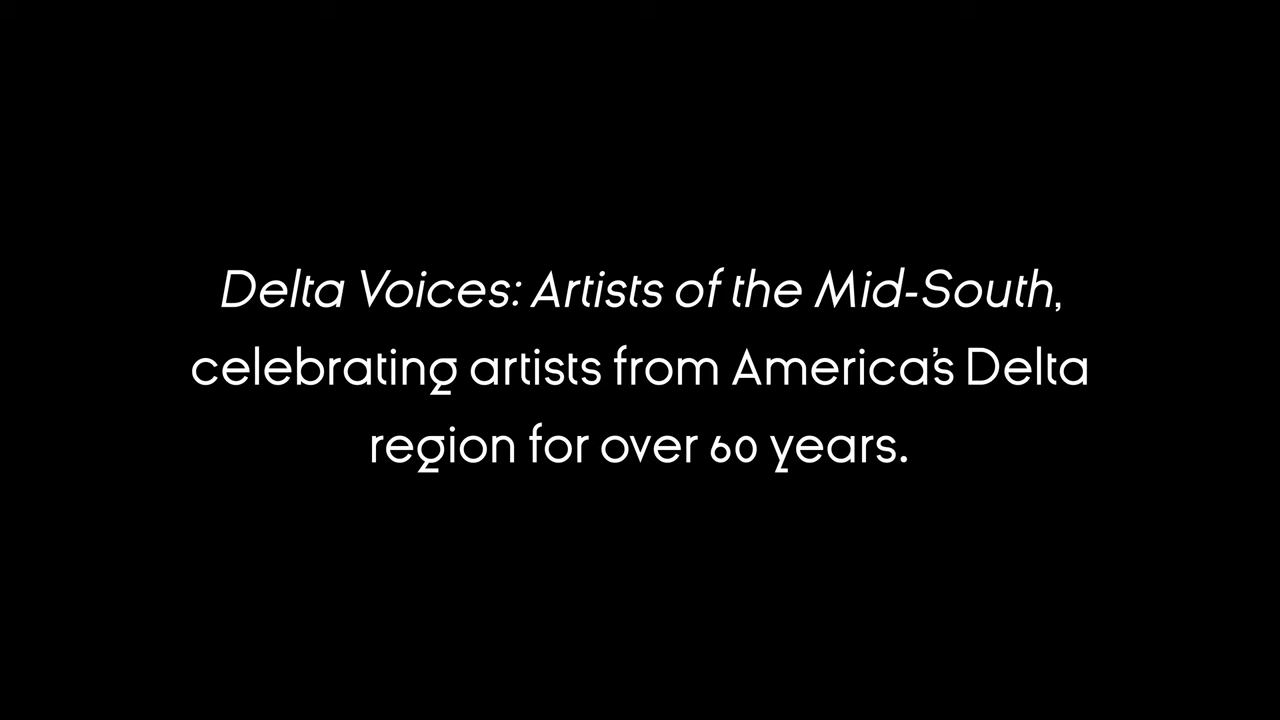 Delta Voices: Artists of the Mid-South,
celebrating artists from America's Delta
region for over 60 years.